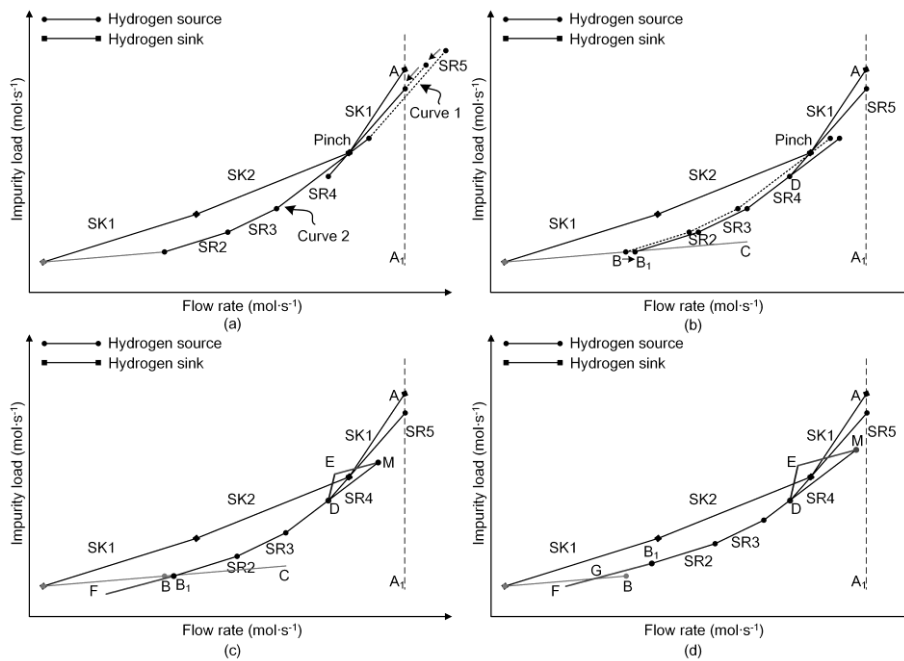 Hydrogen source
Hydrogen sink
Impurity load (mol·s⁻¹)
A
SR5
SK1
Curve 1
Pinch
SK2
SR4
SK1
SR3
Curve 2
SR2
A₁
Flow rate (mol·s⁻¹)
(a)
Hydrogen source
Hydrogen sink
Impurity load (mol·s⁻¹)
A
SK1
SR5
Pinch
SK2
D
SR4
SK1
SR3
SR2
C
B
B₁
A₁
Flow rate (mol·s⁻¹)
(b)
Hydrogen source
Hydrogen sink
Impurity load (mol·s⁻¹)
A
SR5
SK1
E
M
SK2
SR4
D
SK1
SR3
SR2
C
B
B₁
F
A₁
Flow rate (mol·s⁻¹)
(c)
Hydrogen source
Hydrogen sink
Impurity load (mol·s⁻¹)
A
SR5
M
SK1
E
SK2
SR4
D
SK1
SR3
B₁
SR2
G
B
F
A₁
Flow rate (mol·s⁻¹)
(d)